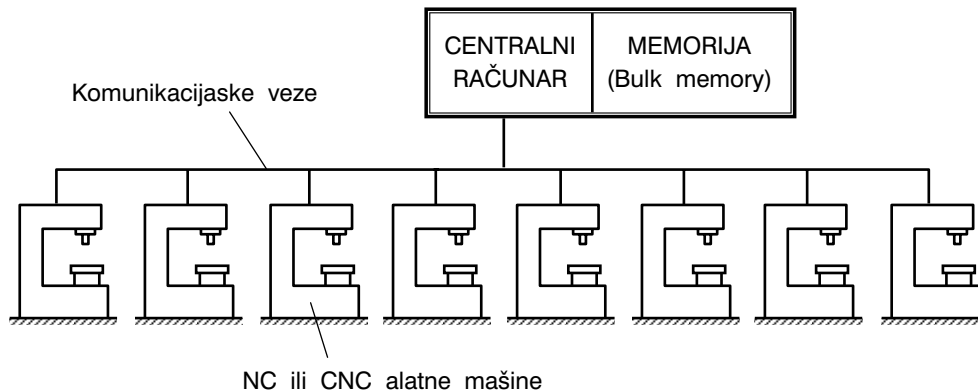 CENTRALNI
RAČUNAR
MEMORIJA
(Bulk memory)
Komunikacijaske veze
NC ili CNC alatne mašine